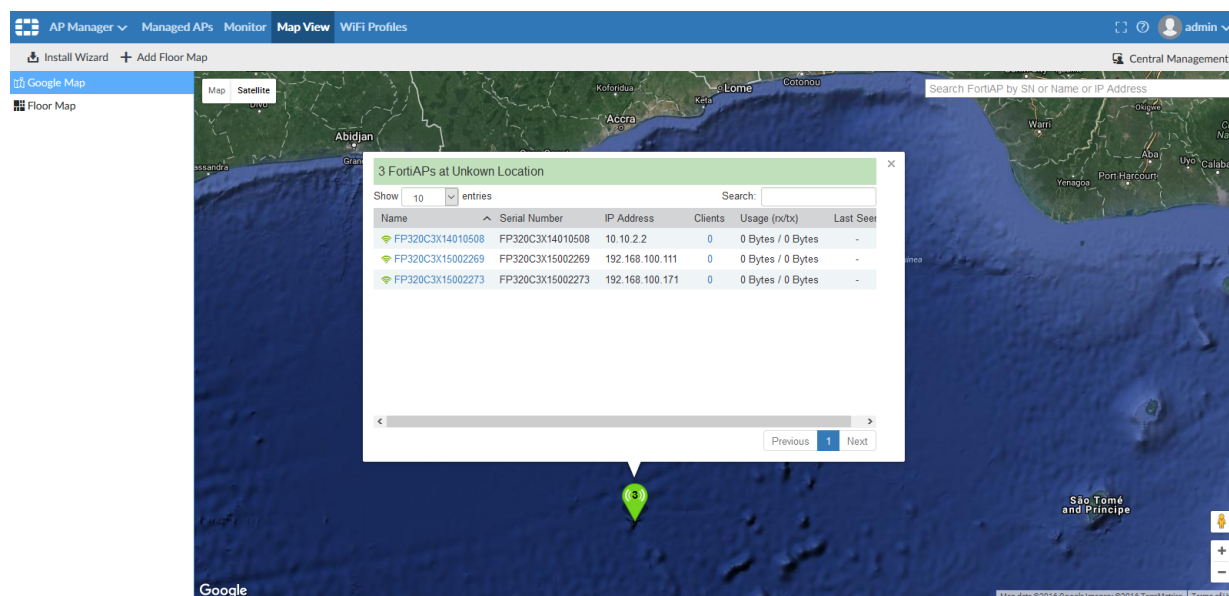 AP Manager Managed APs Monitor Map View WiFi Profiles admin
Install Wizard + Add Floor Map Central Management
Google Map
Floor Map
Map Satellite
Search FortiAP by SN or Name or IP Address
Koforidua
Lome
Cotonou
Keta
Accra
Abidjan
Divo
assandra
Gran
Okigwe
Warri
Aba
Uyo
Calaba
Port Harcourt
Yenagoa
3 FortiAPs at Unkown Location
×
Show 10 entries Search:
Name Serial Number IP Address Clients Usage (rx/tx) Last Seen
FP320C3X14010508 FP320C3X14010508 10.10.2.2 0 0 Bytes / 0 Bytes -
FP320C3X15002269 FP320C3X15002269 192.168.100.111 0 0 Bytes / 0 Bytes -
FP320C3X15002273 FP320C3X15002273 192.168.100.171 0 0 Bytes / 0 Bytes -
Previous 1 Next
inea
3
São Tomé
and Príncipe
+
−
Google